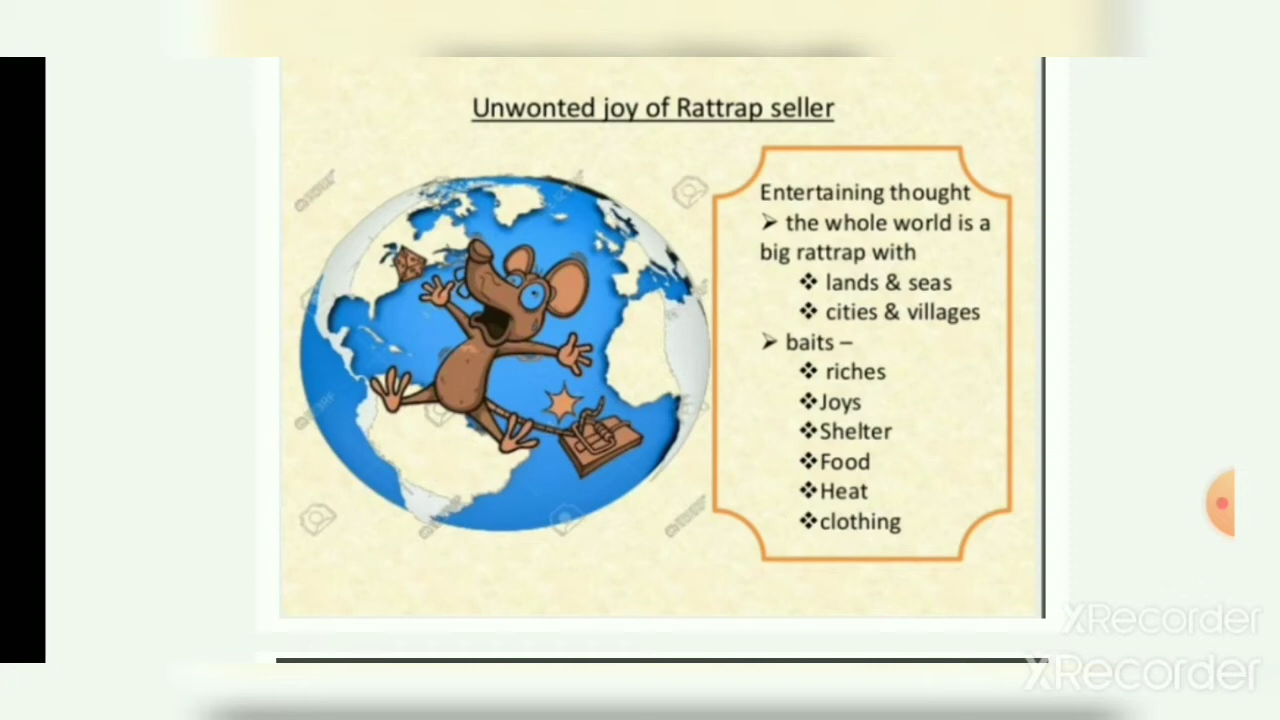 Unwonted joy of Rattrap seller
Entertaining thought
➢ the whole world is a
big rattrap with
❖ lands & seas
❖ cities & villages
➢ baits –
❖ riches
❖Joys
❖Shelter
❖Food
❖Heat
❖clothing
XRecorder
XRecorder